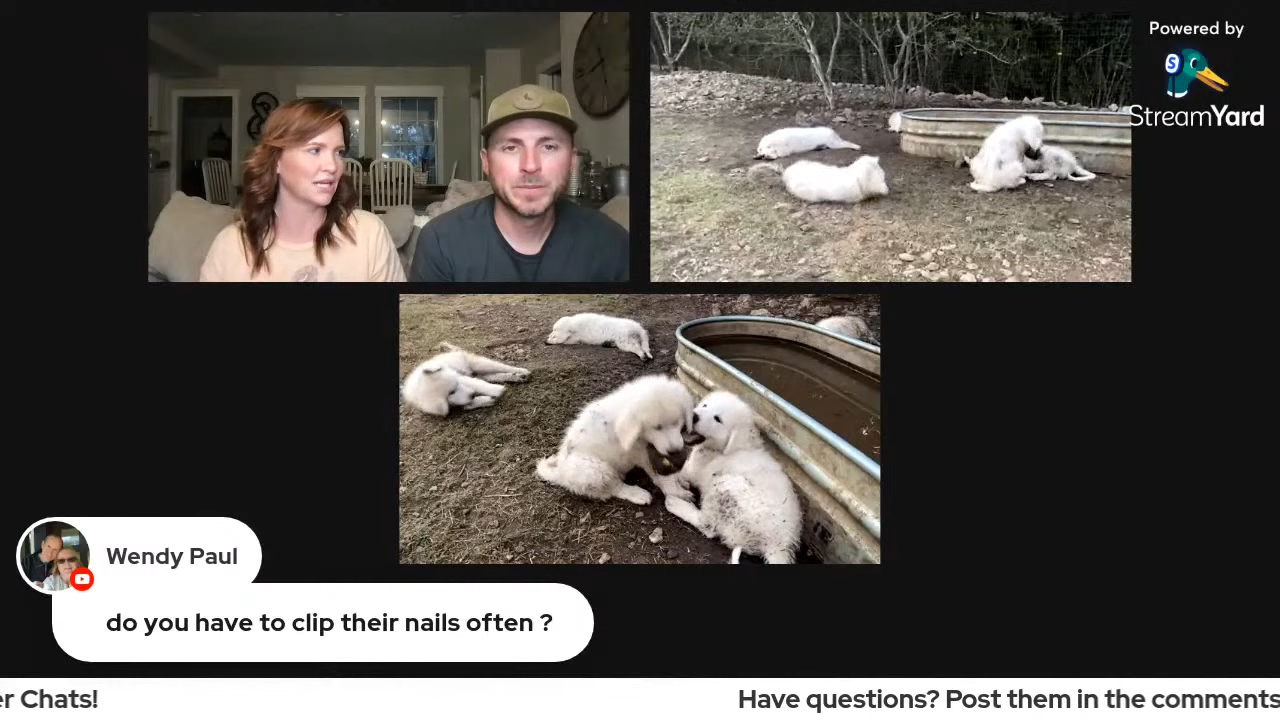 Powered by
StreamYard
Wendy Paul
do you have to clip their nails often ?
er Chats!
Have questions? Post them in the comments